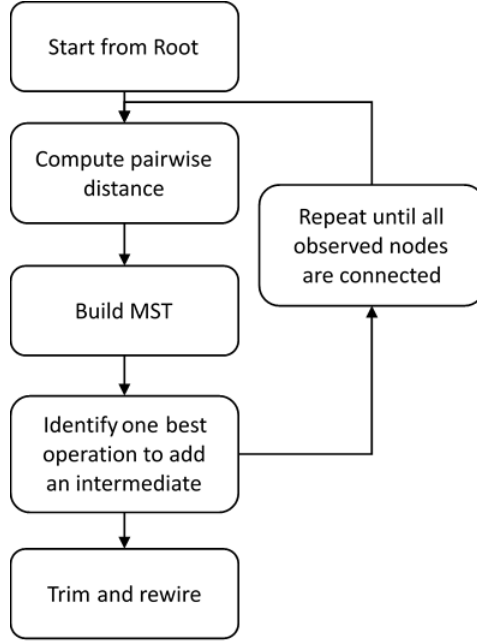 Start from Root
Compute pairwise
distance
Repeat until all
observed nodes
are connected
Build MST
Identify one best
operation to add
an intermediate
Trim and rewire